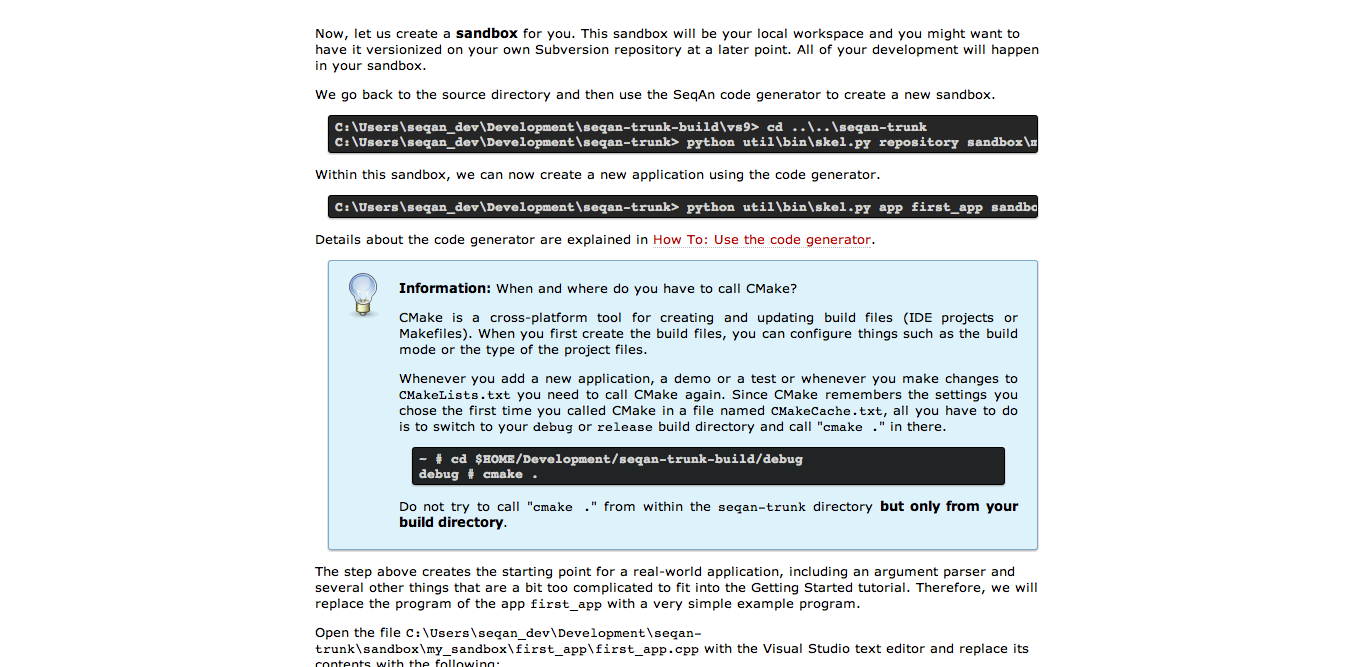 Now, let us create a sandbox for you. This sandbox will be your local workspace and you might want to
have it versionized on your own Subversion repository at a later point. All of your development will happen
in your sandbox.
We go back to the source directory and then use the SeqAn code generator to create a new sandbox.
C:\Users\seqan_dev\Development\seqan-trunk-build\vs9> cd ..\..\seqan-trunk
C:\Users\seqan_dev\Development\seqan-trunk> python util\bin\skel.py repository sandbox\m
Within this sandbox, we can now create a new application using the code generator.
C:\Users\seqan_dev\Development\seqan-trunk> python util\bin\skel.py app first_app sandbo
Details about the code generator are explained in How To: Use the code generator.
Information: When and where do you have to call CMake?
CMake is a cross-platform tool for creating and updating build files (IDE projects or
Makefiles). When you first create the build files, you can configure things such as the build
mode or the type of the project files.
Whenever you add a new application, a demo or a test or whenever you make changes to
CMakeLists.txt you need to call CMake again. Since CMake remembers the settings you
chose the first time you called CMake in a file named CMakeCache.txt, all you have to do
is to switch to your debug or release build directory and call "cmake ." in there.
~ # cd $HOME/Development/seqan-trunk-build/debug
debug # cmake .
Do not try to call "cmake ." from within the seqan-trunk directory but only from your
build directory.
The step above creates the starting point for a real-world application, including an argument parser and
several other things that are a bit too complicated to fit into the Getting Started tutorial. Therefore, we will
replace the program of the app first_app with a very simple example program.
Open the file C:\Users\seqan_dev\Development\seqan-
trunk\sandbox\my_sandbox\first_app\first_app.cpp with the Visual Studio text editor and replace its
contents with the following: